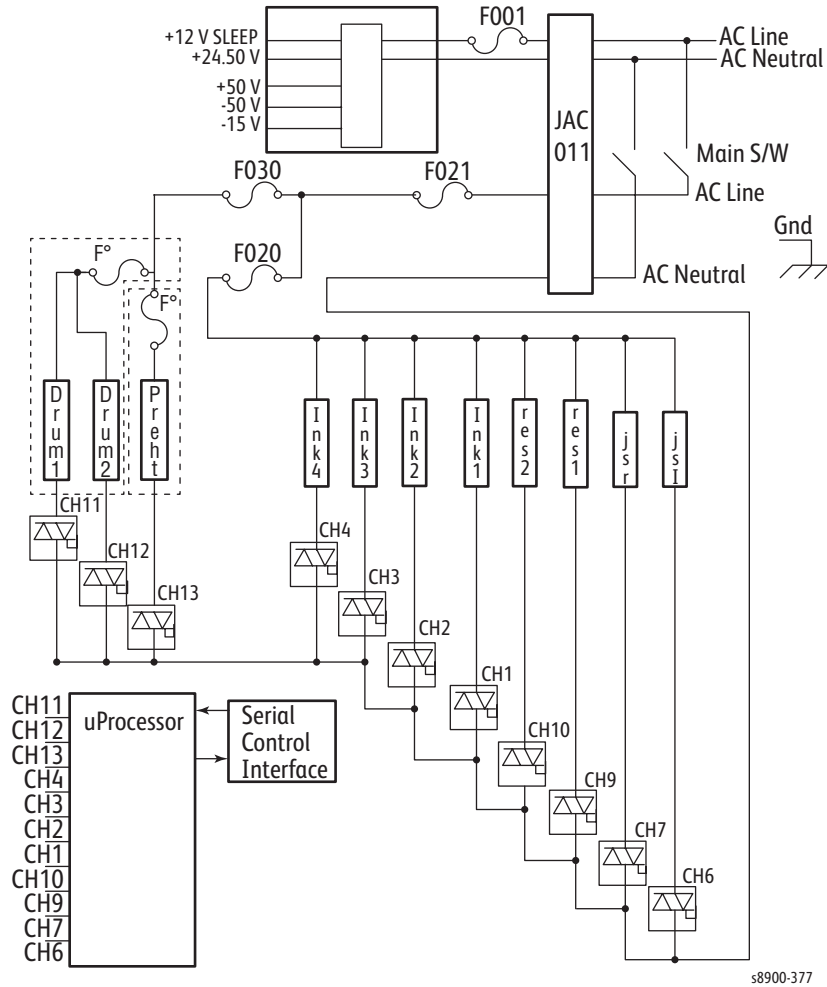 F001
+12 V SLEEP
+24.50 V
+50 V
-50 V
-15 V
JAC
011
AC Line
AC Neutral
Main S/W
AC Line
AC Neutral
Gnd
F030
F021
F020
F°
F°
Drum1
Drum2
Preht
Ink4
Ink3
Ink2
Ink1
res2
res1
jsr
jsI
CH11
CH12
CH13
CH4
CH3
CH2
CH1
CH10
CH9
CH7
CH6
CH11
CH12
CH13
CH4
CH3
CH2
CH1
CH10
CH9
CH7
CH6
uProcessor
Serial
Control
Interface
s8900-377